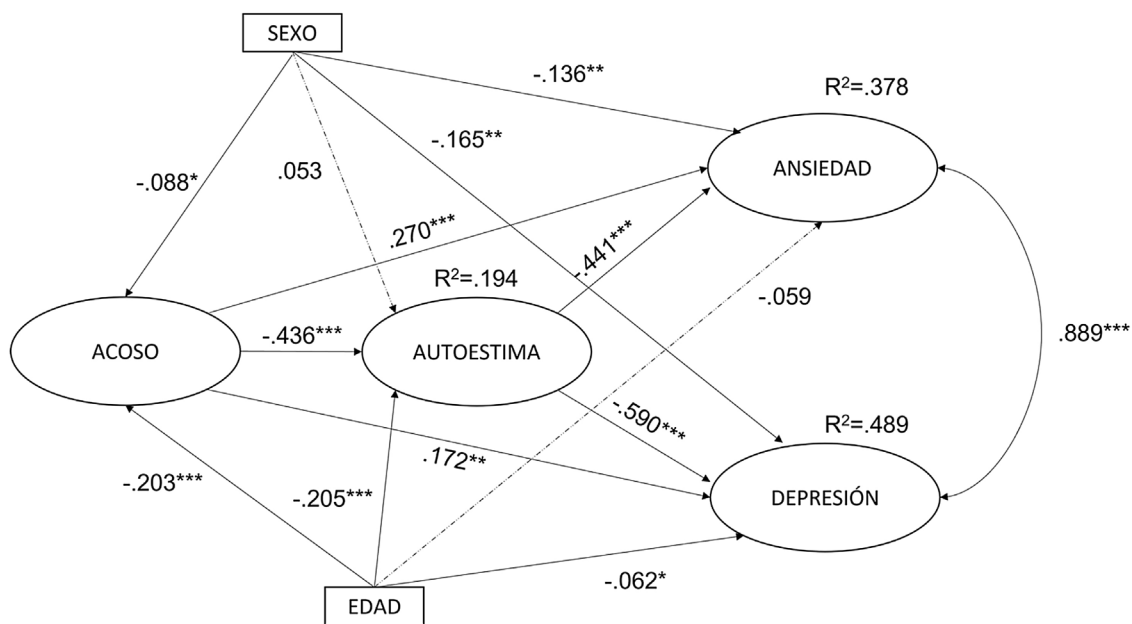 SEXO
-.136**
R²=.378
-.165**
ANSIEDAD
-.088*
.053
.270***
-.441***
R²=.194
-.059
.889***
ACOSO
-.436***
AUTOESTIMA
-.590***
R²=.489
.172**
-.203***
-.205***
DEPRESIÓN
-.062*
EDAD